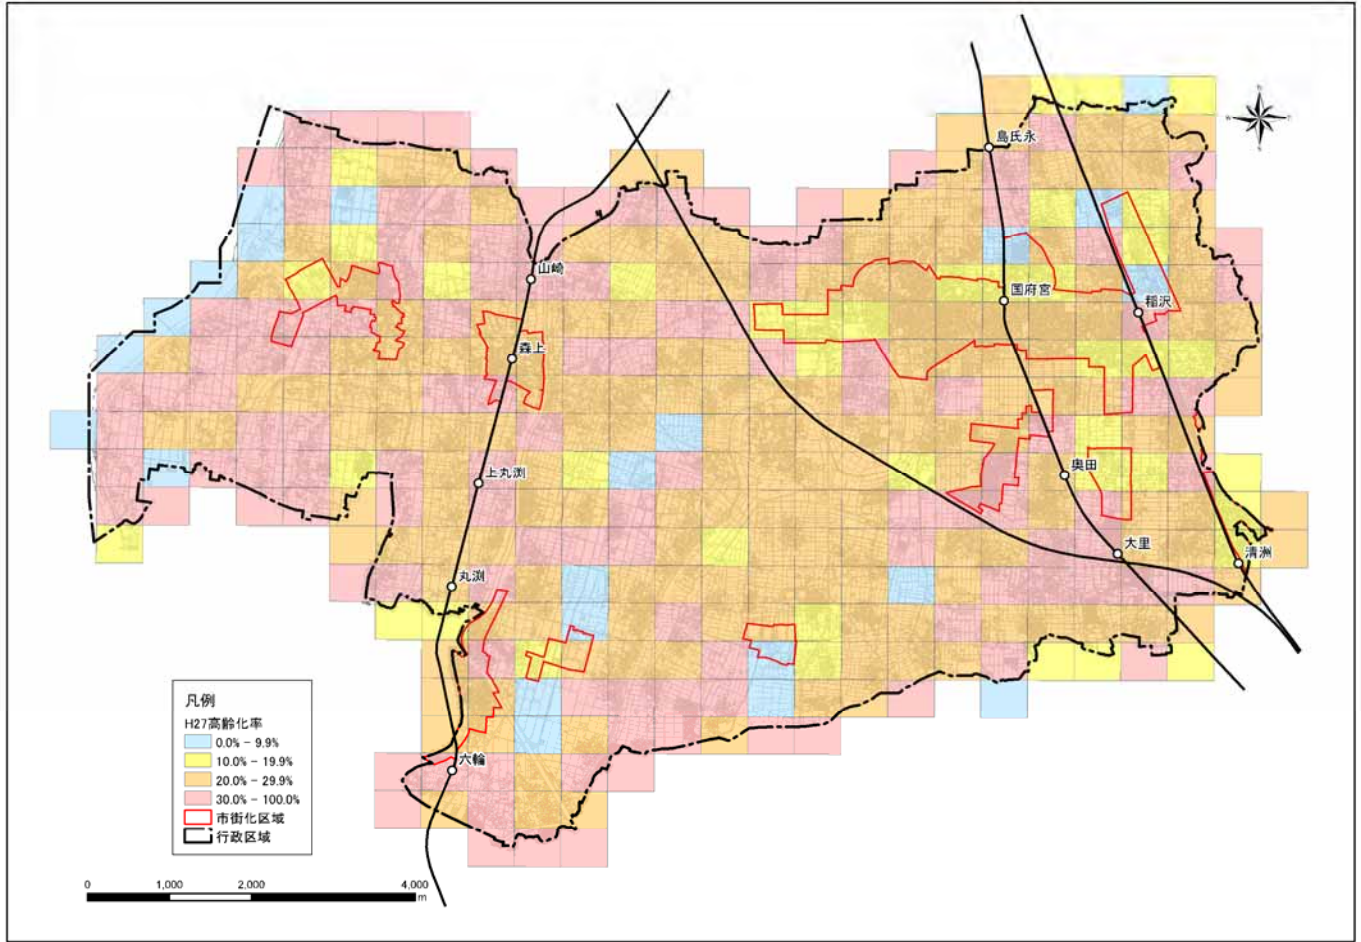 島氏永
山崎
国府宮
稲沢
森上
奥田
上丸渕
大里
清洲
丸渕
六輪
凡例
H27高齢化率
0.0% - 9.9%
10.0% - 19.9%
20.0% - 29.9%
30.0% - 100.0%
市街化区域
行政区域
0 1,000 2,000 4,000
m